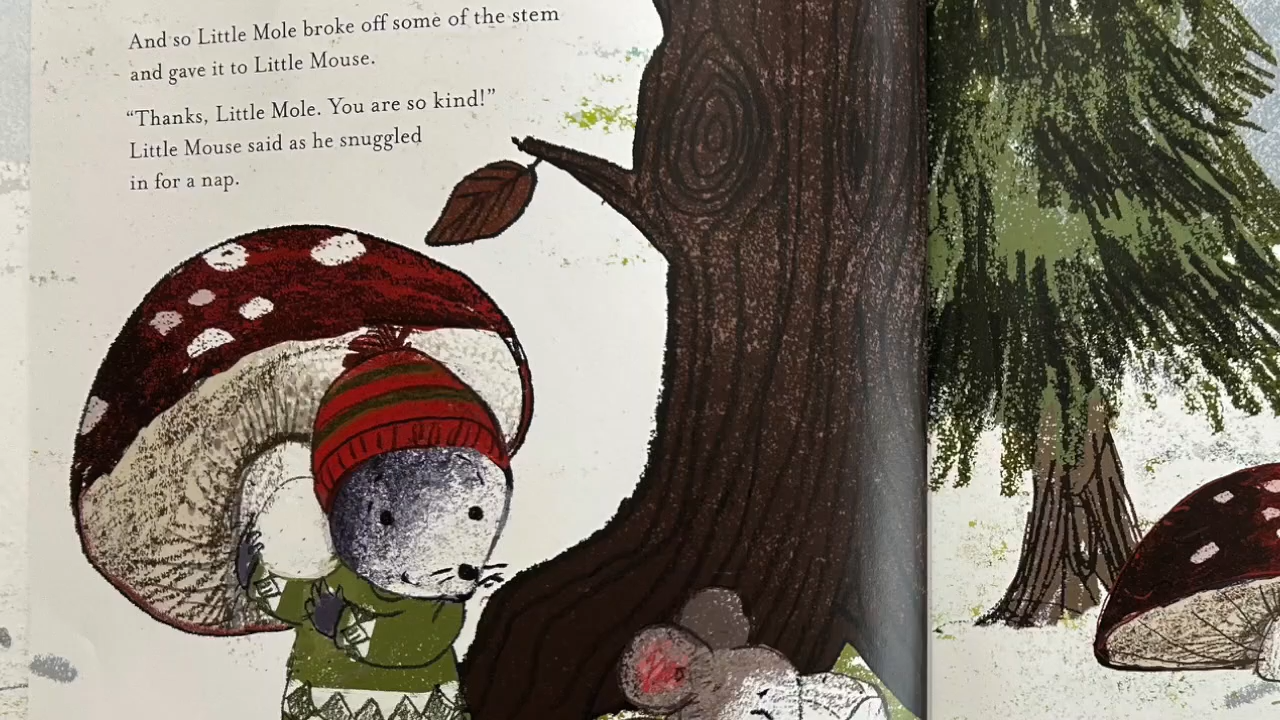 And so Little Mole broke off some of the stem
and gave it to Little Mouse.
“Thanks, Little Mole. You are so kind!”
Little Mouse said as he snuggled
in for a nap.